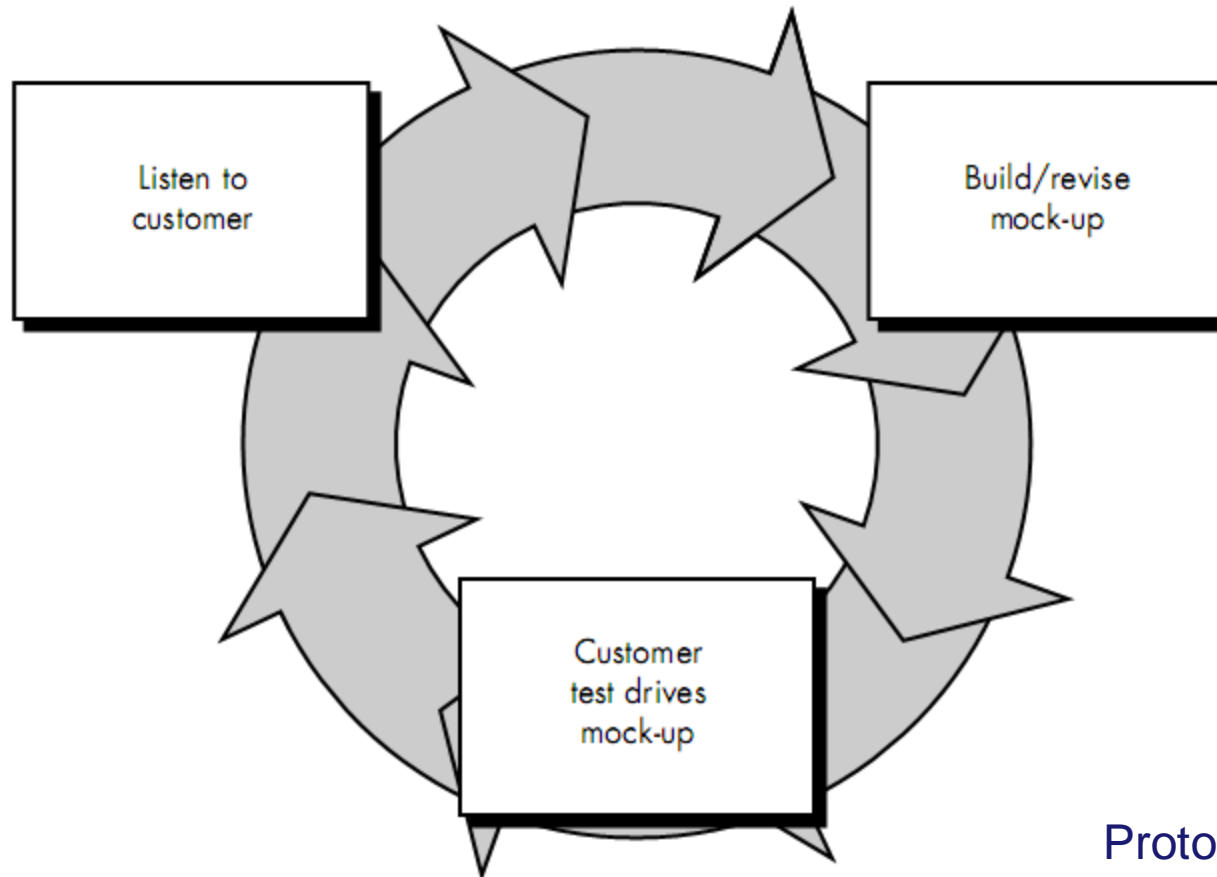 Listen to
customer
Build/revise
mock-up
Customer
test drives
mock-up
Proto